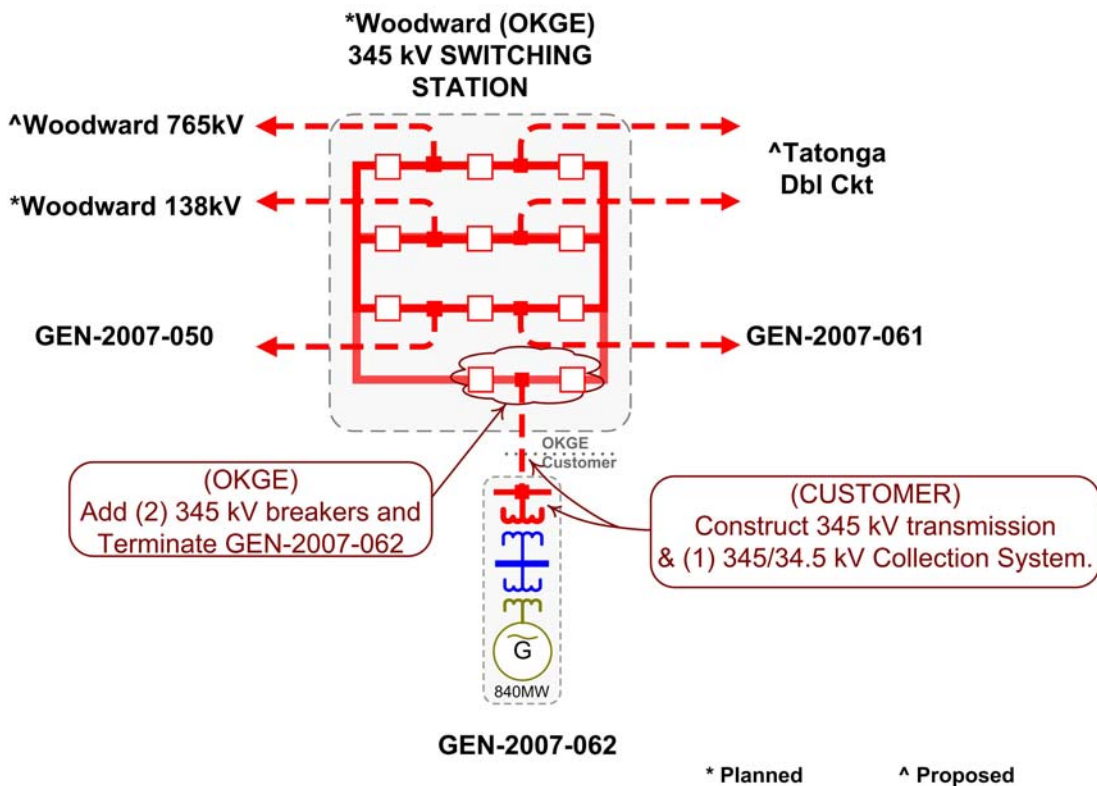 *Woodward (OKGE)
345 kV SWITCHING
STATION
^Woodward 765kV
^Tatonga
Dbl Ckt
*Woodward 138kV
GEN-2007-050
GEN-2007-061
OKGE
Customer
(OKGE)
Add (2) 345 kV breakers and
Terminate GEN-2007-062
(CUSTOMER)
Construct 345 kV transmission
& (1) 345/34.5 kV Collection System.
G
840MW
GEN-2007-062
* Planned
^ Proposed